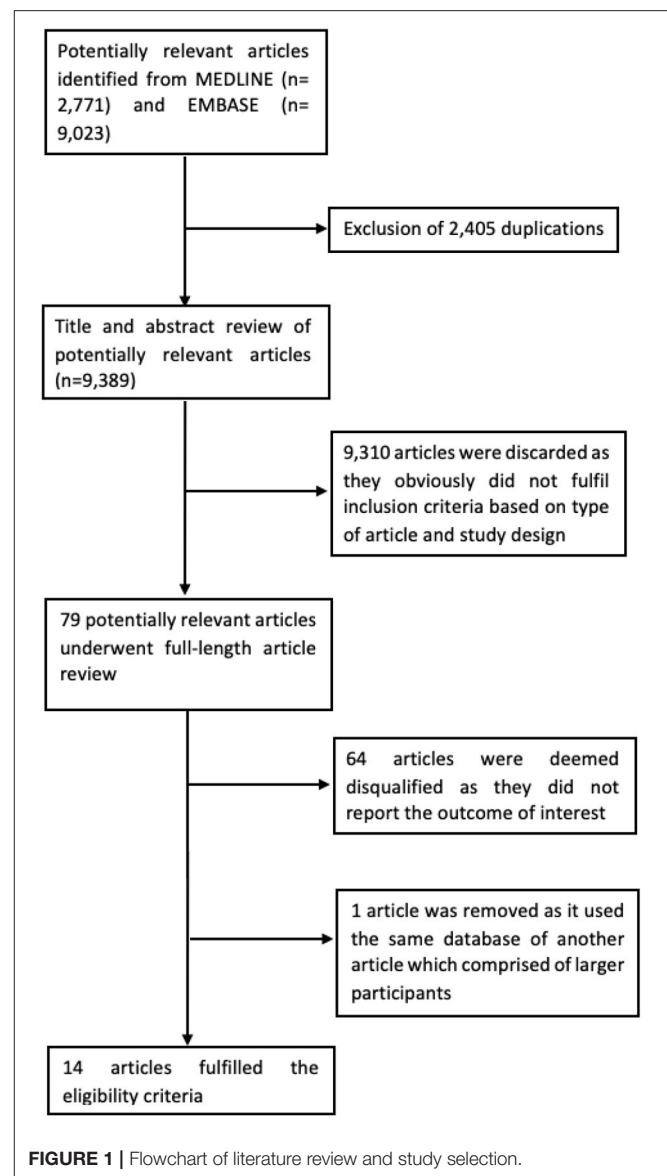 Potentially relevant articles
identified from MEDLINE (n=
2,771) and EMBASE (n=
9,023)
Exclusion of 2,405 duplications
Title and abstract review of
potentially relevant articles
(n=9,389)
9,310 articles were discarded as
they obviously did not fulfil
inclusion criteria based on type
of article and study design
79 potentially relevant articles
underwent full-length article
review
64 articles were deemed
disqualified as they did not
report the outcome of interest
1 article was removed as it used
the same database of another
article which comprised of larger
participants
14 articles fulfilled the
eligibility criteria
FIGURE 1 | Flowchart of literature review and study selection.